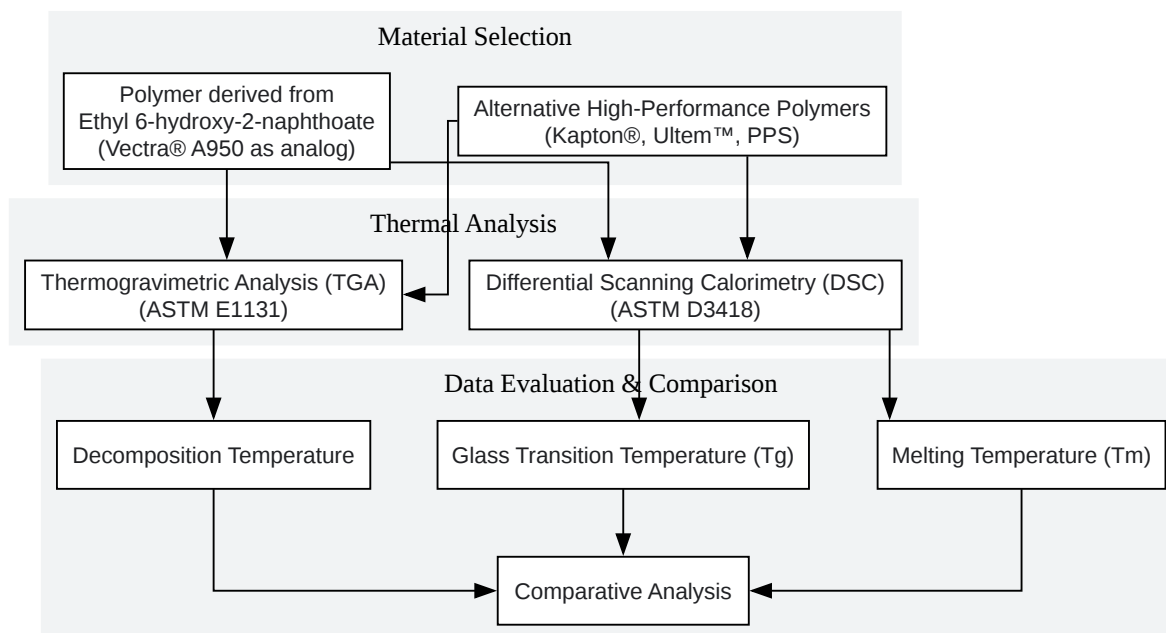 Material Selection
Polymer derived from
Ethyl 6-hydroxy-2-naphthoate
(Vectra® A950 as analog)
Alternative High-Performance Polymers
(Kapton®, Ultem™, PPS)
Thermal Analysis
Thermogravimetric Analysis (TGA)
(ASTM E1131)
Differential Scanning Calorimetry (DSC)
(ASTM D3418)
Data Evaluation & Comparison
Decomposition Temperature
Glass Transition Temperature (Tg)
Melting Temperature (Tm)
Comparative Analysis